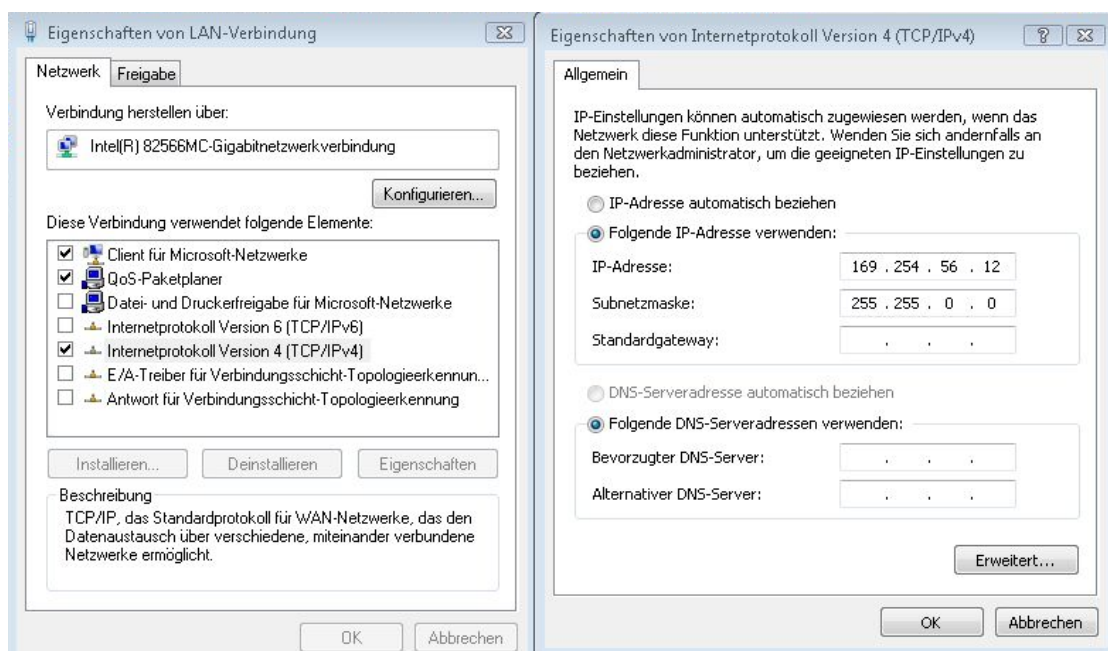 Eigenschaften von LAN-Verbindung
Netzwerk
Freigabe
Verbindung herstellen über:
Intel(R) 82566MC-Gigabitnetzwerkverbindung
Konfigurieren...
Diese Verbindung verwendet folgende Elemente:
Client für Microsoft-Netzwerke
QoS-Paketplaner
Datei- und Druckerfreigabe für Microsoft-Netzwerke
Internetprotokoll Version 6 (TCP/IPv6)
Internetprotokoll Version 4 (TCP/IPv4)
E/A-Treiber für Verbindungsschicht-Topologieerkennun...
Antwort für Verbindungsschicht-Topologieerkennung
Installieren...
Deinstallieren
Eigenschaften
Beschreibung
TCP/IP, das Standardprotokoll für WAN-Netzwerke, das den
Datenaustausch über verschiedene, miteinander verbundene
Netzwerke ermöglicht.
OK
Abbrechen
Eigenschaften von Internetprotokoll Version 4 (TCP/IPv4)
Allgemein
IP-Einstellungen können automatisch zugewiesen werden, wenn das
Netzwerk diese Funktion unterstützt. Wenden Sie sich andernfalls an
den Netzwerkadministrator, um die geeigneten IP-Einstellungen zu
beziehen.
IP-Adresse automatisch beziehen
Folgende IP-Adresse verwenden:
IP-Adresse: 169 . 254 . 56 . 12
Subnetzmaske: 255 . 255 . 0 . 0
Standardgateway: . . .
DNS-Serveradresse automatisch beziehen
Folgende DNS-Serveradressen verwenden:
Bevorzugter DNS-Server: . . .
Alternativer DNS-Server: . . .
Erweitert...
OK
Abbrechen